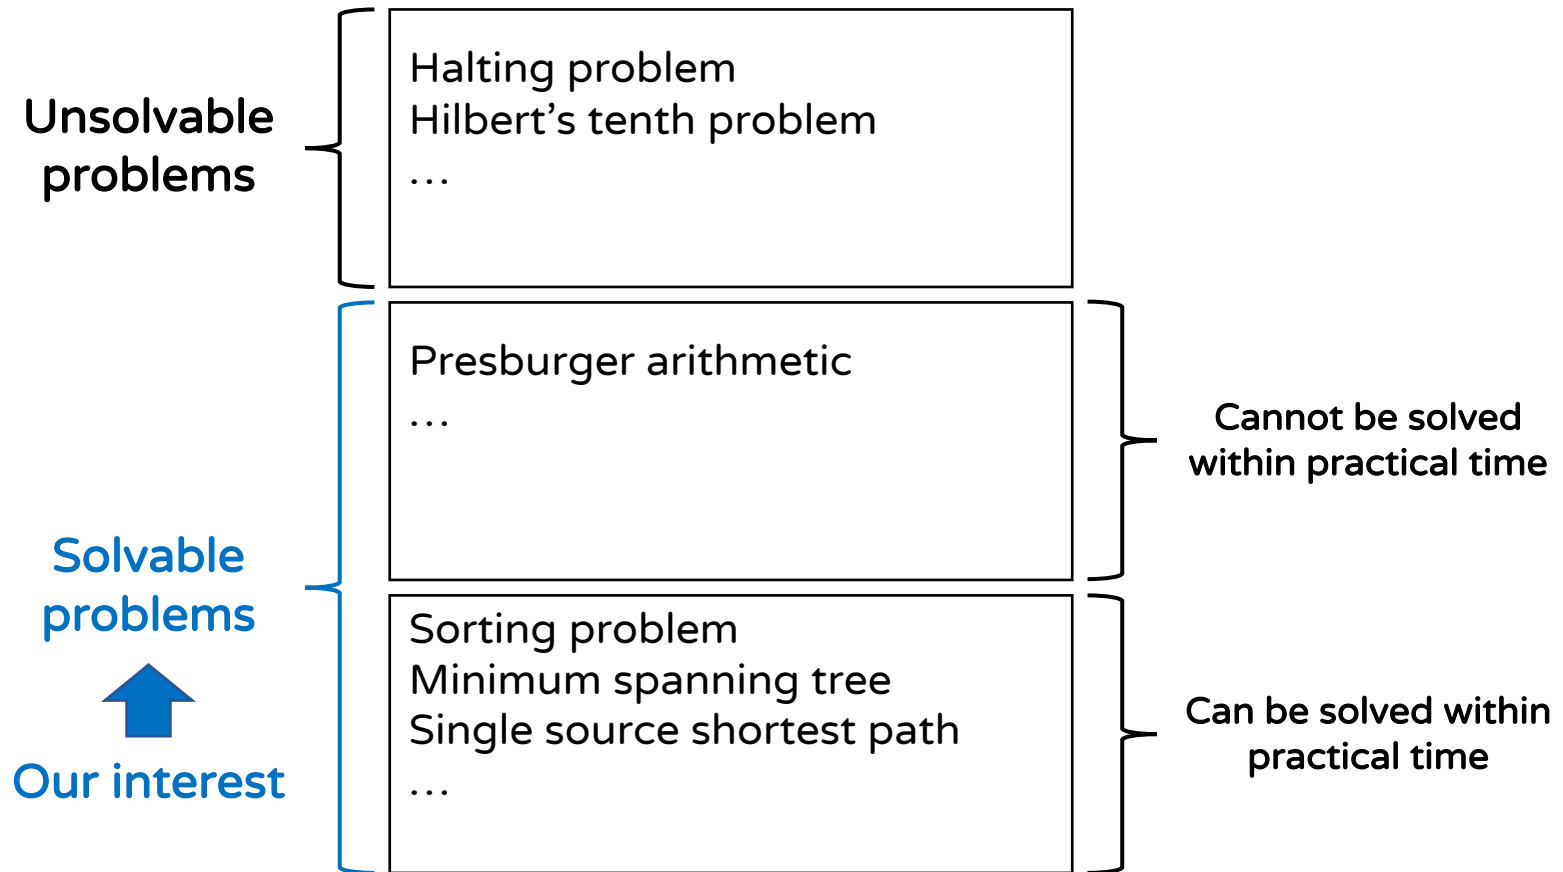 Unsolvable
problems
Halting problem
Hilbert’s tenth problem
…
Solvable
problems
Our interest
Presburger arithmetic
…
Cannot be solved
within practical time
Sorting problem
Minimum spanning tree
Single source shortest path
…
Can be solved within
practical time